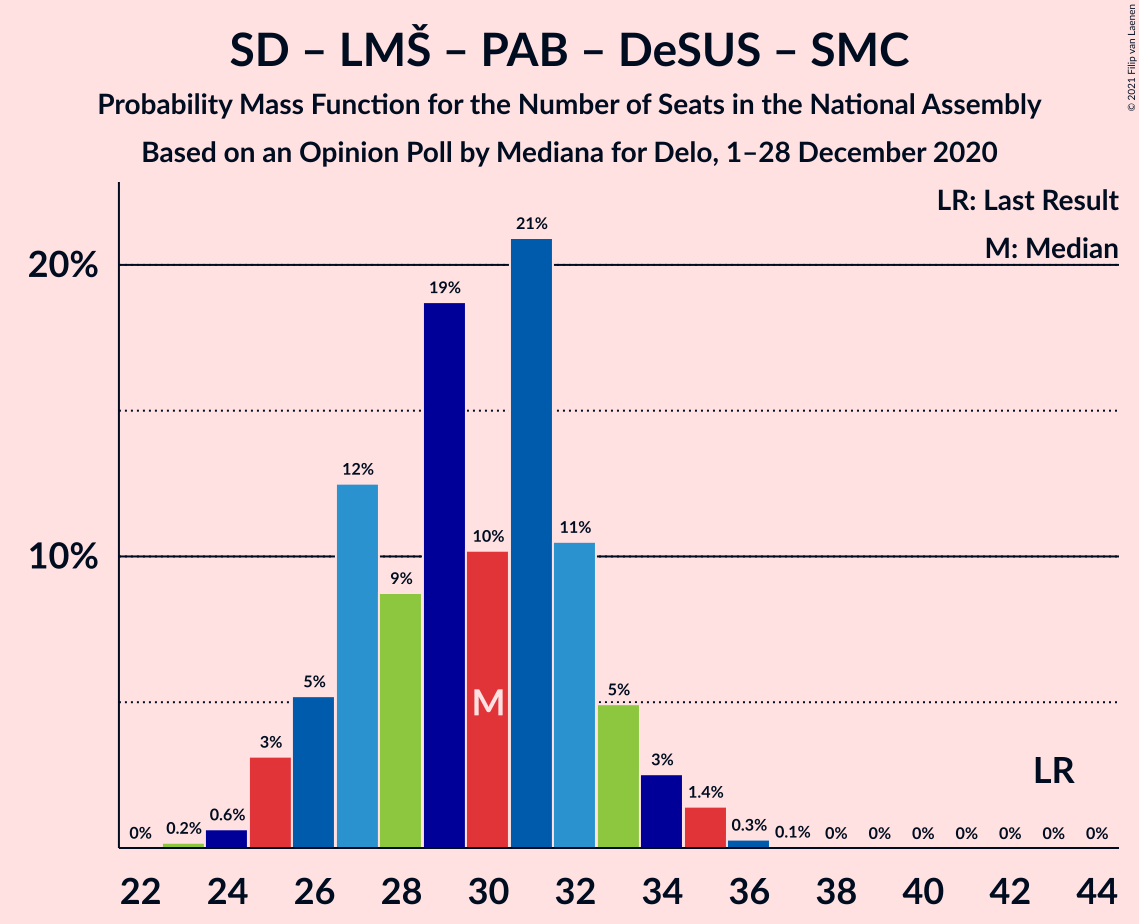 SD – LMŠ – PAB – DeSUS – SMC
Probability Mass Function for the Number of Seats in the National Assembly
Based on an Opinion Poll by Mediana for Delo, 1–28 December 2020
© 2021 Filip van Laenen
LR: Last Result
M: Median
20%
10%
0% 0.2% 0.6% 3% 5% 12% 9% 19% 10% 21% 11% 5% 3% 1.4% 0.3% 0.1% 0% 0% 0% 0% 0% 0% 0%
M
LR
22 24 26 28 30 32 34 36 38 40 42 44